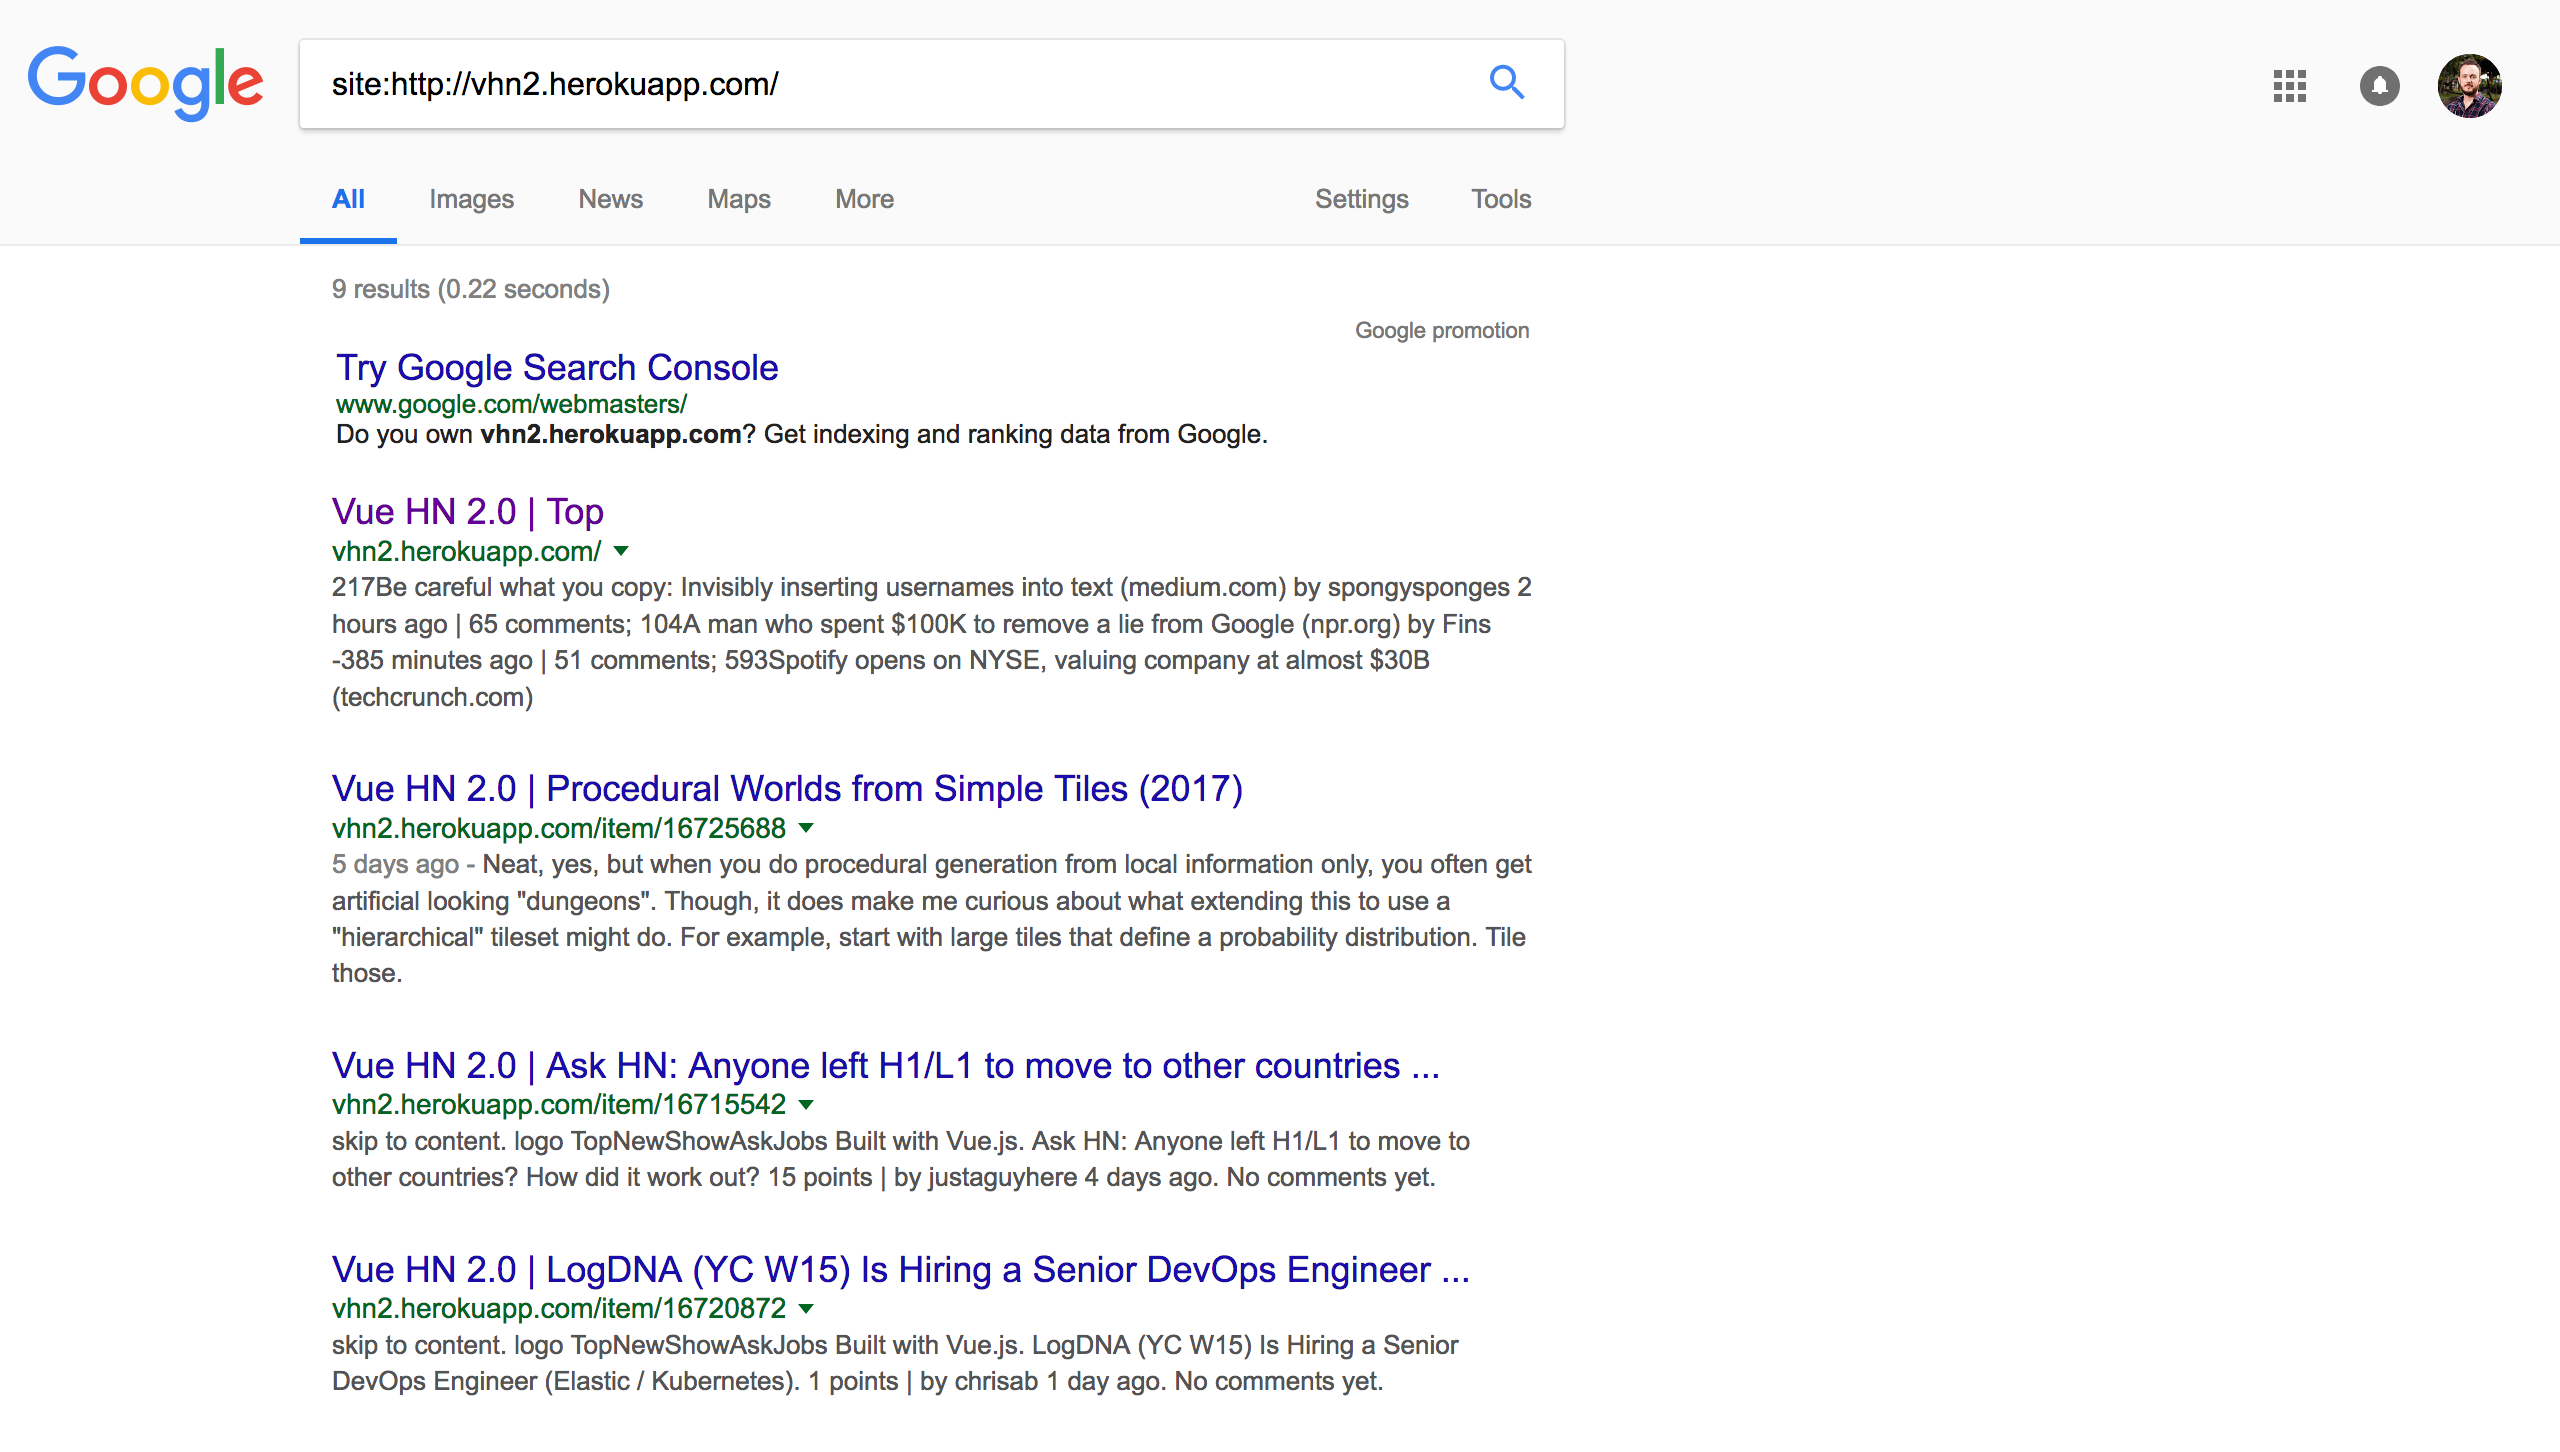 Google
site:http://vhn2.herokuapp.com/
All Images News Maps More Settings Tools
9 results (0.22 seconds)
Google promotion
Try Google Search Console
www.google.com/webmasters/
Do you own vhn2.herokuapp.com? Get indexing and ranking data from Google.
Vue HN 2.0 | Top
vhn2.herokuapp.com/
217Be careful what you copy: Invisibly inserting usernames into text (medium.com) by spongysponges 2
hours ago | 65 comments; 104A man who spent $100K to remove a lie from Google (npr.org) by Fins
-385 minutes ago | 51 comments; 593Spotify opens on NYSE, valuing company at almost $30B
(techcrunch.com)
Vue HN 2.0 | Procedural Worlds from Simple Tiles (2017)
vhn2.herokuapp.com/item/16725688
5 days ago - Neat, yes, but when you do procedural generation from local information only, you often get
artificial looking "dungeons". Though, it does make me curious about what extending this to use a
"hierarchical" tileset might do. For example, start with large tiles that define a probability distribution. Tile
those.
Vue HN 2.0 | Ask HN: Anyone left H1/L1 to move to other countries ...
vhn2.herokuapp.com/item/16715542
skip to content. logo TopNewShowAskJobs Built with Vue.js. Ask HN: Anyone left H1/L1 to move to
other countries? How did it work out? 15 points | by justaguyhere 4 days ago. No comments yet.
Vue HN 2.0 | LogDNA (YC W15) Is Hiring a Senior DevOps Engineer ...
vhn2.herokuapp.com/item/16720872
skip to content. logo TopNewShowAskJobs Built with Vue.js. LogDNA (YC W15) Is Hiring a Senior
DevOps Engineer (Elastic / Kubernetes). 1 points | by chrisab 1 day ago. No comments yet.